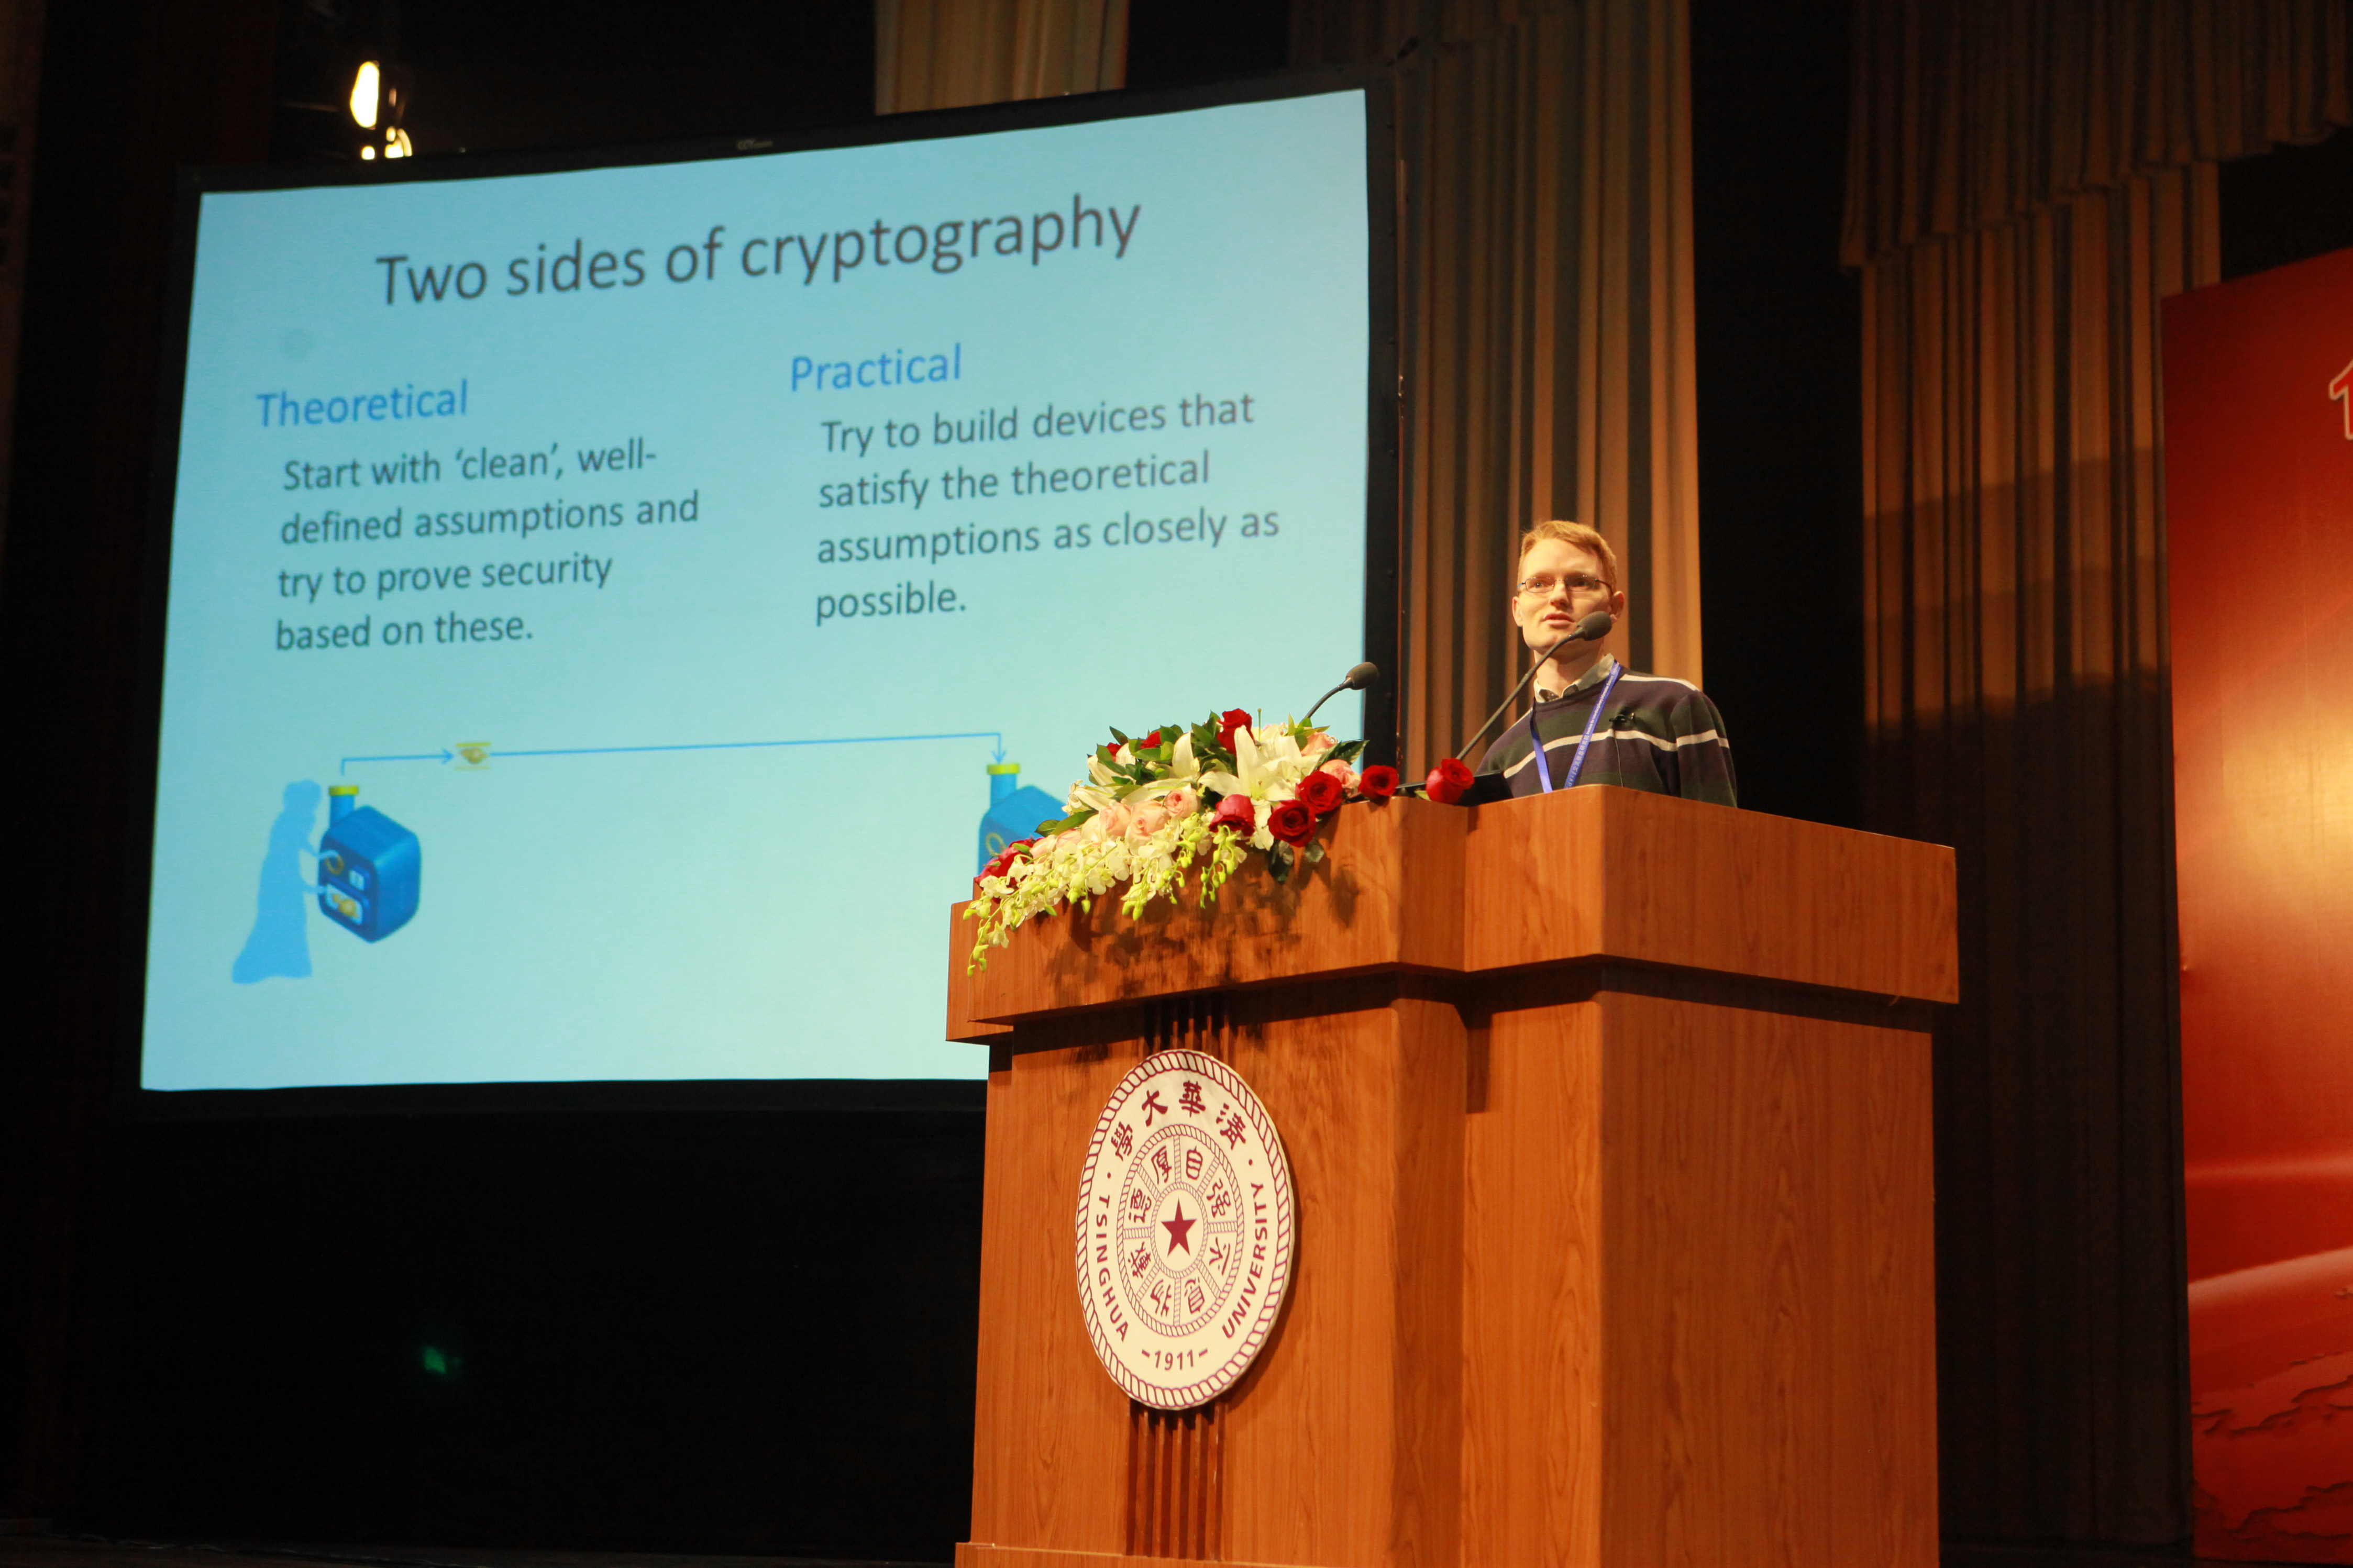 Two sides of cryptography
Theoretical
Start with ‘clean’, well-
defined assumptions and
try to prove security
based on these.
Practical
Try to build devices that
satisfy the theoretical
assumptions as closely as
possible.
清華大學
自强不息
厚德載物
TSINGHUA UNIVERSITY
-1911-